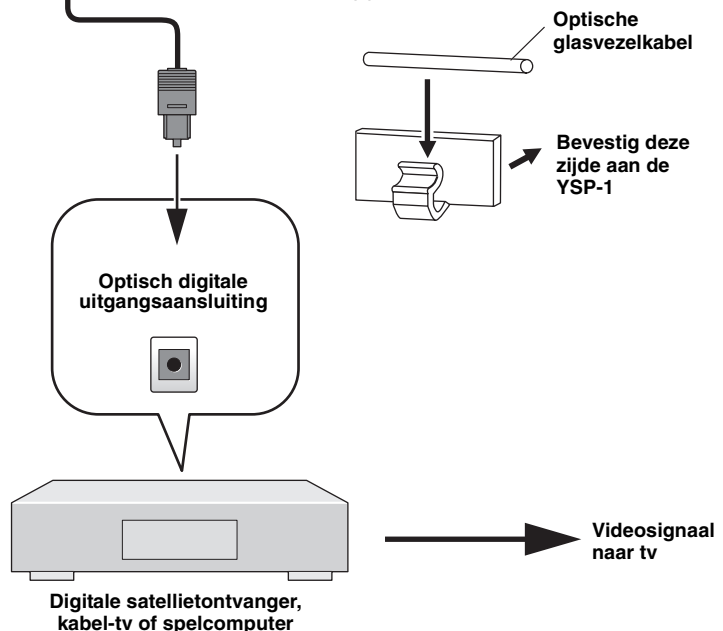 Optische
glasvezelkabel
Bevestig deze
zijde aan de
YSP-1
Optisch digitale
uitgangsaansluiting
Videosignaal
naar tv
Digitale satellietontvanger,
kabel-tv of spelcomputer